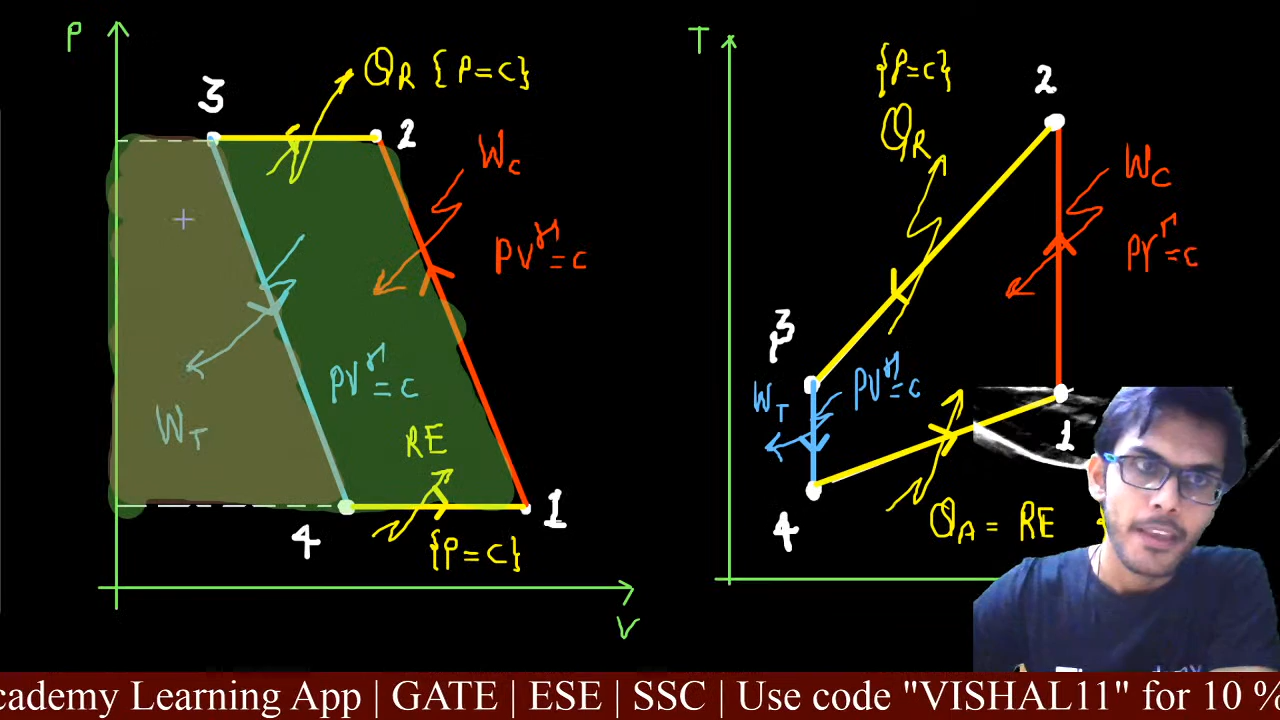 P
3
Q_R {P=C}
2
W_C
PV^γ=C
W_T
PV^γ=C
RE
4
{P=C}
1
V
T
{P=C}
Q_R
2
W_C
PV^γ=C
3
W_T
PV^γ=C
1
4
Q_A = RE {
cademy Learning App | GATE | ESE | SSC | Use code "VISHAL11" for 10 %